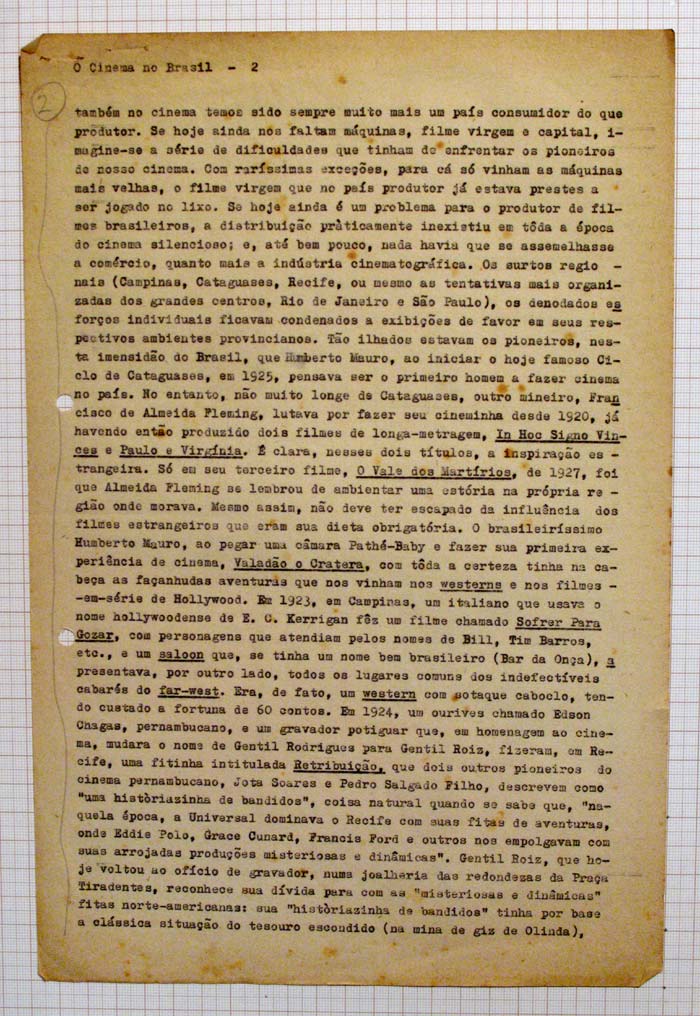 O Cinema no Brasil - 2
2
também no cinema temos sido sempre muito mais um país consumidor do que
produtor. Se hoje ainda nos faltam máquinas, filme virgem e capital, i-
magine-se a série de dificuldades que tinham de enfrentar os pioneiros
de nosso cinema. Com raríssimas exceções, para cá só vinham as máquinas
mais velhas, o filme virgem que no país produtor já estava prestes a
ser jogado no lixo. Se hoje ainda é um problema para o produtor de fil-
mes brasileiros, a distribuição pràticamente inexistiu em tôda a época
do cinema silencioso; e, até bem pouco, nada havia que se assemelhasse
a comércio, quanto mais a indústria cinematográfica. Os surtos regio -
nais (Campinas, Cataguases, Recife, ou mesmo as tentativas mais organi-
zadas dos grandes centros, Rio de Janeiro e São Paulo), os denodados es
forços individuais ficavam condenados a exibições de favor em seus res-
pectivos ambientes provincianos. Tão ilhados estavam os pioneiros, nes-
ta imensidão do Brasil, que Humberto Mauro, ao iniciar o hoje famoso Ci-
clo de Cataguases, em 1925, pensava ser o primeiro homem a fazer cinema
no país. No entanto, não muito longe de Cataguases, outro mineiro, Fran
cisco de Almeida Fleming, lutava por fazer seu cineminha desde 1920, já
havendo então produzido dois filmes de longa-metragem, In Hoc Signo Vin-
ces e Paulo e Virgínia. É clara, nesses dois títulos, a inspiração es -
trangeira. Só em seu terceiro filme, O Vale dos Martírios, de 1927, foi
que Almeida Fleming se lembrou de ambientar uma estória na própria re -
gião onde morava. Mesmo assim, não deve ter escapado da influência dos
filmes estrangeiros que eram sua dieta obrigatória. O brasileiríssimo
Humberto Mauro, ao pegar uma câmara Pathé-Baby e fazer sua primeira ex-
periência de cinema, Valadão o Cratera, com tôda a certeza tinha na ca-
beça as façanhudas aventuras que nos vinham nos westerns e nos filmes -
-em-série de Hollywood. Em 1923, em Campinas, um italiano que usava o
nome hollywoodense de E. C. Kerrigan fêz um filme chamado Sofrer Para
Gozar, com personagens que atendiam pelos nomes de Bill, Tim Barros,
etc., e um saloon que, se tinha um nome bem brasileiro (Bar da Onça), a
presentava, por outro lado, todos os lugares comuns dos indefectíveis
cabarés do far-west. Era, de fato, um western com sotaque caboclo, ten-
do custado a fortuna de 60 contos. Em 1924, um ourives chamado Edson
Chagas, pernambucano, e um gravador potiguar que, em homenagem ao cine-
ma, mudara o nome de Gentil Rodrigues para Gentil Roiz, fizeram, em Re-
cife, uma fitinha intitulada Retribuição, que dois outros pioneiros do
cinema pernambucano, Jota Soares e Pedro Salgado Filho, descrevem como
"uma històriazinha de bandidos", coisa natural quando se sabe que, "na-
quela época, a Universal dominava o Recife com suas fitas de aventuras,
onde Eddie Polo, Grace Cunard, Francis Ford e outros nos empolgavam com
suas arrojadas produções misteriosas e dinâmicas". Gentil Roiz, que ho-
je voltou ao ofício de gravador, numa joalheria das redondezas da Praça
Tiradentes, reconhece sua dívida para com as "misteriosas e dinâmicas"
fitas norte-americanas: sua "històriazinha de bandidos" tinha por base
a clássica situação do tesouro escondido (na mina de giz de Olinda),